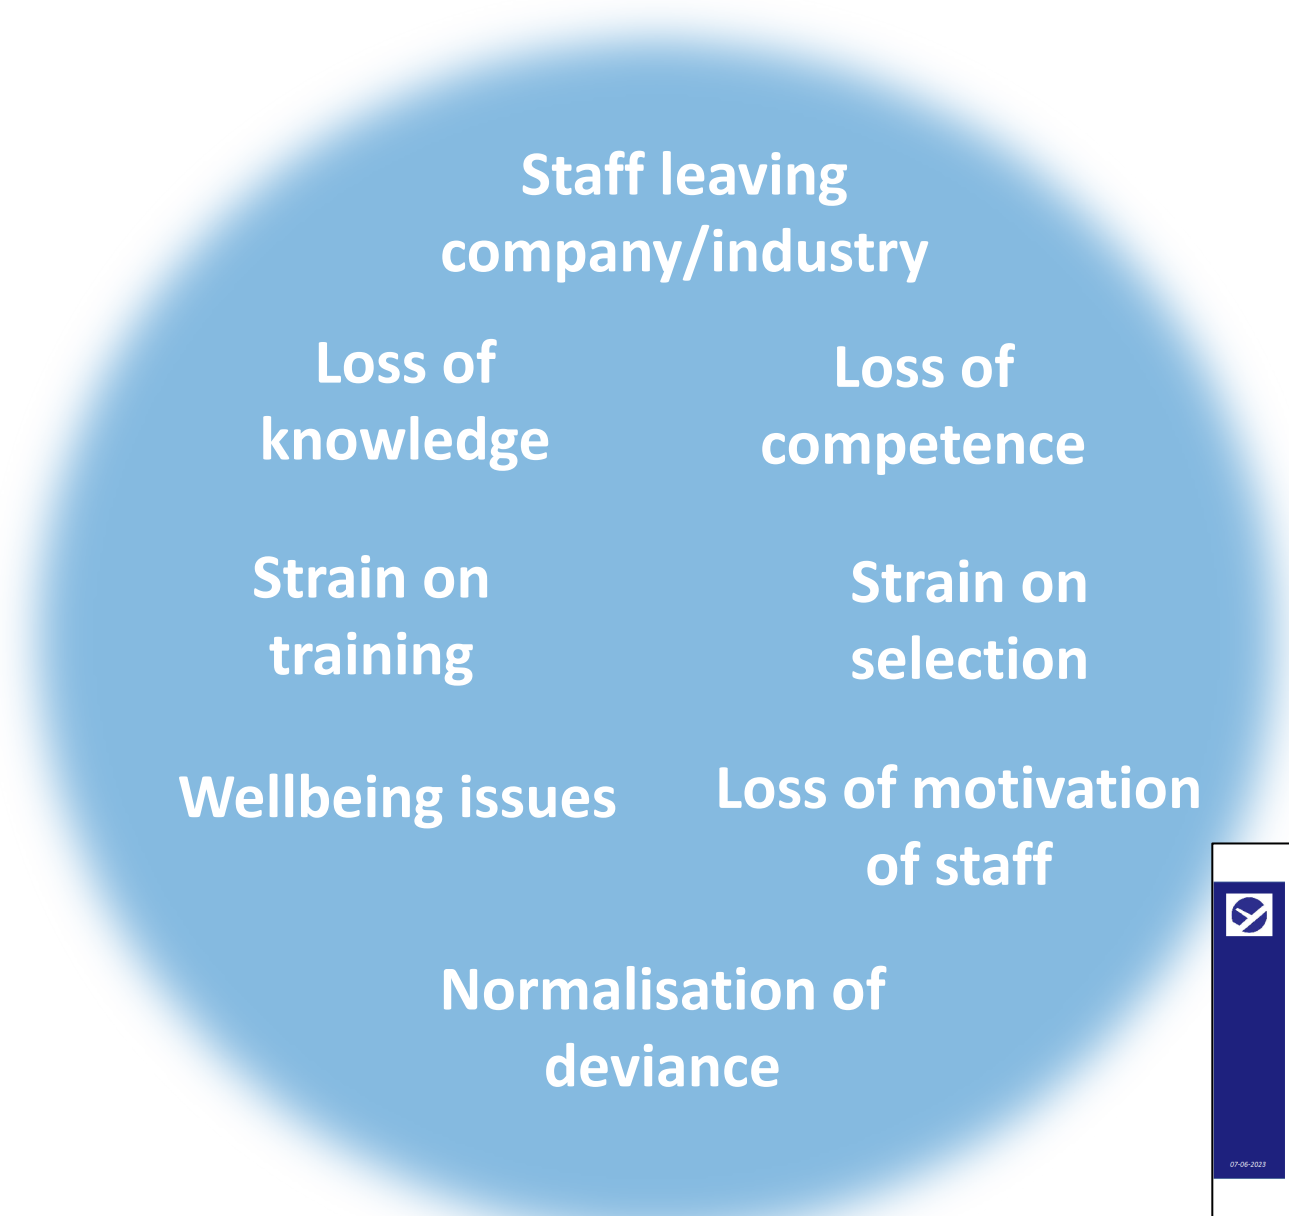 Staff leaving
company/industry
Loss of
knowledge
Loss of
competence
Strain on
training
Strain on
selection
Wellbeing issues
Loss of motivation
of staff
Normalisation of
deviance
07-06-2023